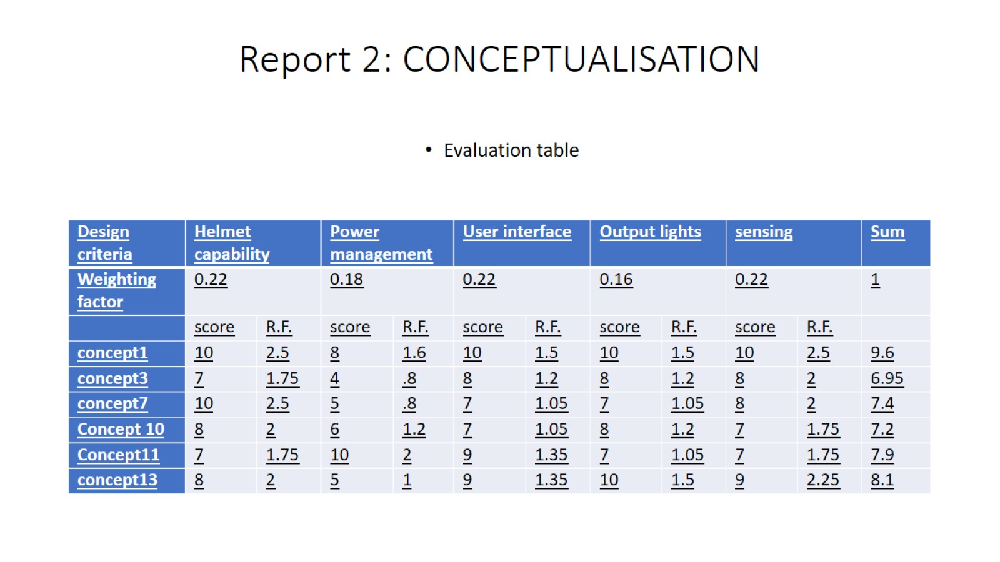 Report 2: CONCEPTUALISATION
• Evaluation table
Design criteria Helmet capability Power management User interface Output lights sensing Sum
Weighting factor 0.22 0.18 0.22 0.16 0.22 1
score R.F. score R.F. score R.F. score R.F. score R.F.
concept1 10 2.5 8 1.6 10 1.5 10 1.5 10 2.5 9.6
concept3 7 1.75 4 .8 8 1.2 8 1.2 8 2 6.95
concept7 10 2.5 5 .8 7 1.05 7 1.05 8 2 7.4
Concept 10 8 2 6 1.2 7 1.05 8 1.2 7 1.75 7.2
Concept11 7 1.75 10 2 9 1.35 7 1.05 7 1.75 7.9
concept13 8 2 5 1 9 1.35 10 1.5 9 2.25 8.1